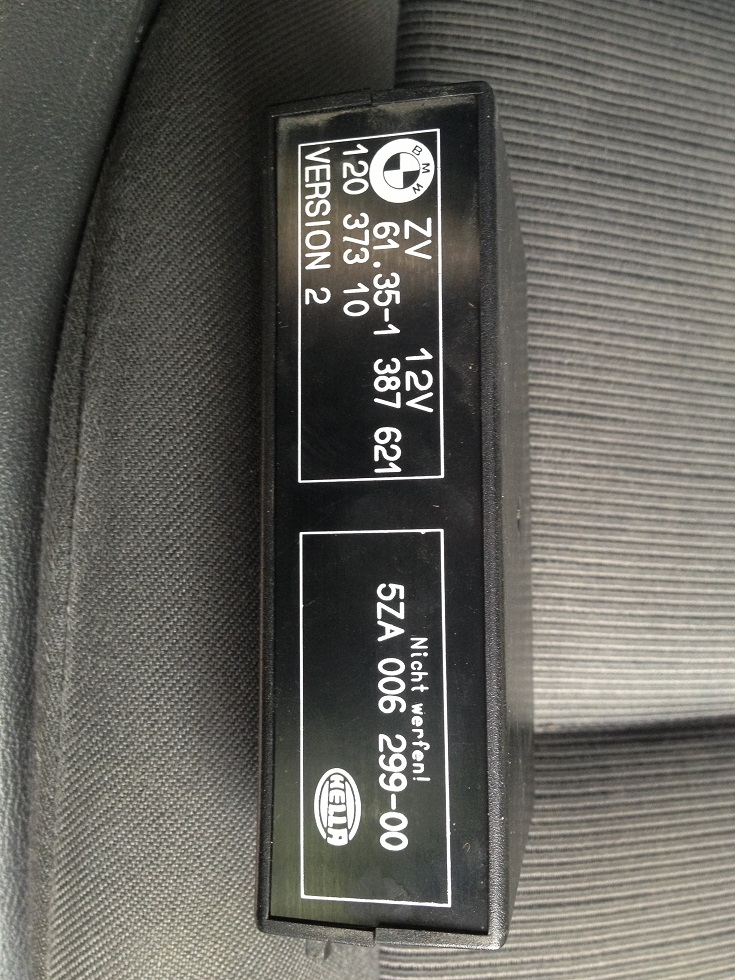 BMW
ZV 12V
61.35-1 387 621
120 373 10
VERSION 2
Nicht werfen!
5ZA 006 299-00
HELLA